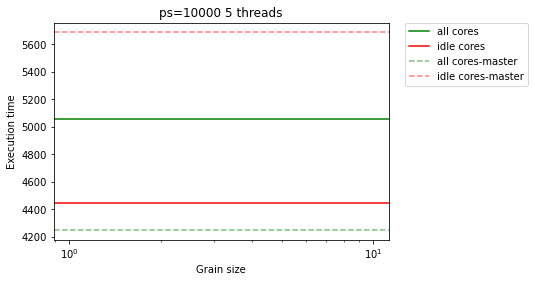 ps=10000 5 threads
Execution time
5600
5400
5200
5000
4800
4600
4400
4200
10⁰
10¹
Grain size
all cores
idle cores
all cores-master
idle cores-master